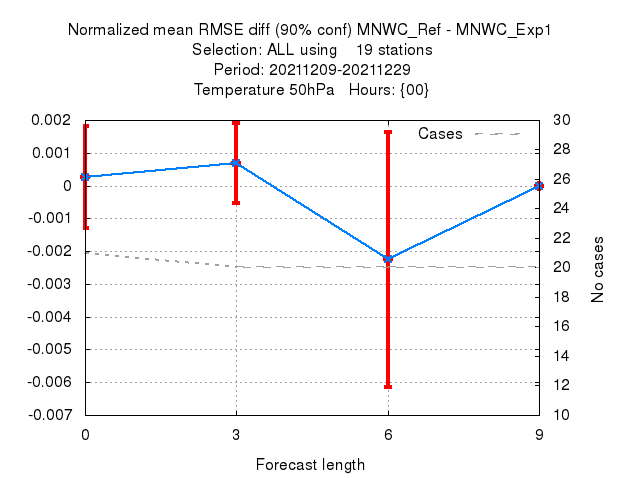 Normalized mean RMSE diff (90% conf) MNWC_Ref - MNWC_Exp1
Selection: ALL using 19 stations
Period: 20211209-20211229
Temperature 50hPa Hours: {00}
Cases
0.002
0.001
0
-0.001
-0.002
-0.003
-0.004
-0.005
-0.006
-0.007
30
28
26
24
22
20
18
16
14
12
10
No cases
0 3 6 9
Forecast length